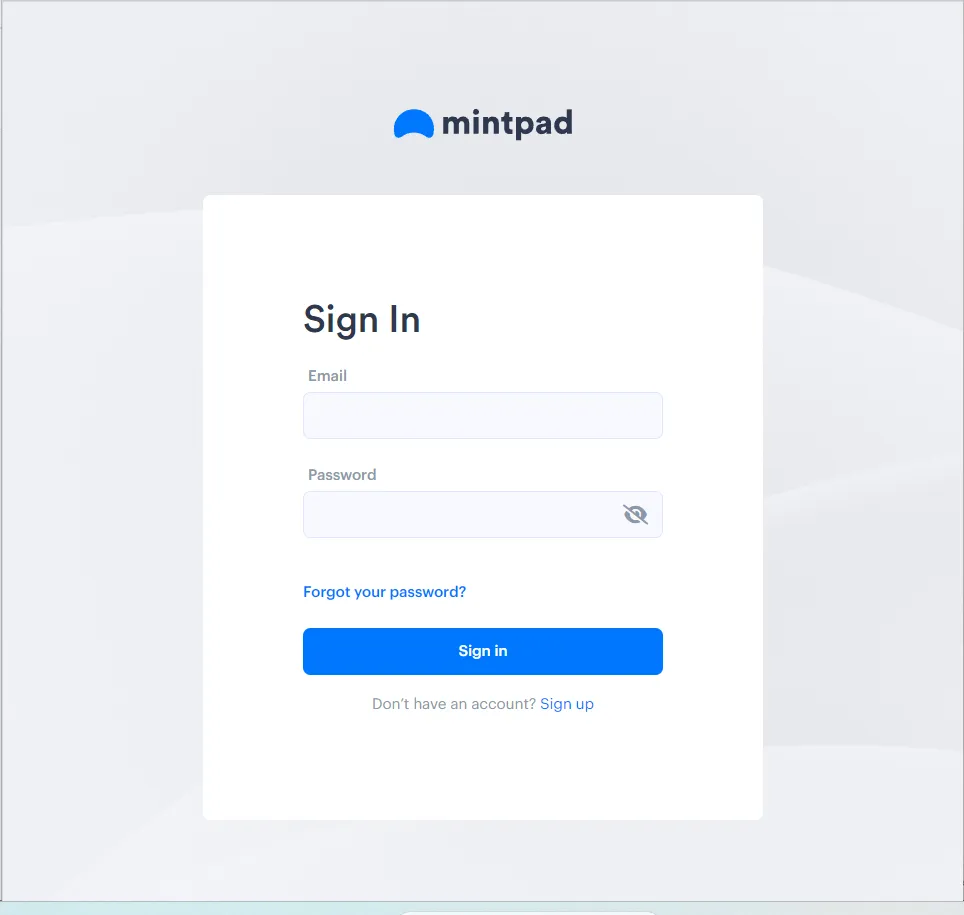 mintpad
Sign In
Email
Password
Forgot your password?
Sign in
Don’t have an account? Sign up